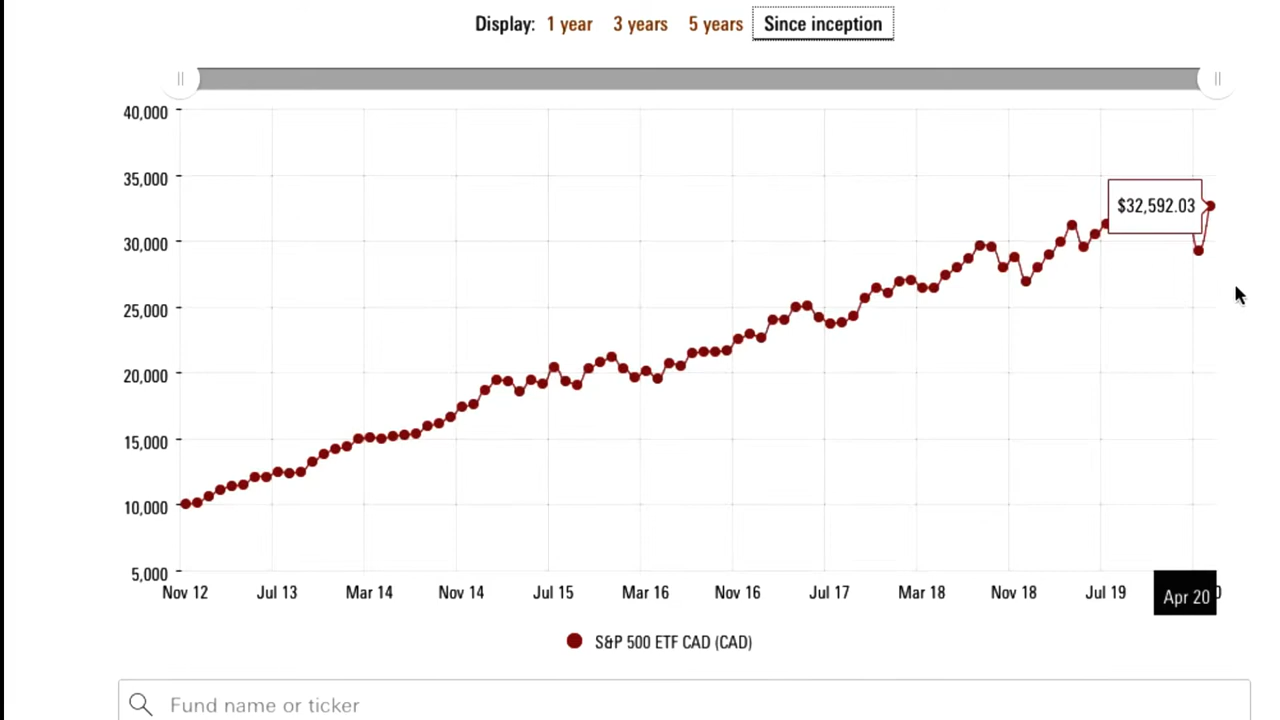 Display: 1 year 3 years 5 years Since inception
40,000
35,000
$32,592.03
30,000
25,000
20,000
15,000
10,000
5,000
Nov 12 Jul 13 Mar 14 Nov 14 Jul 15 Mar 16 Nov 16 Jul 17 Mar 18 Nov 18 Jul 19 Apr 20
S&P 500 ETF CAD (CAD)
Fund name or ticker